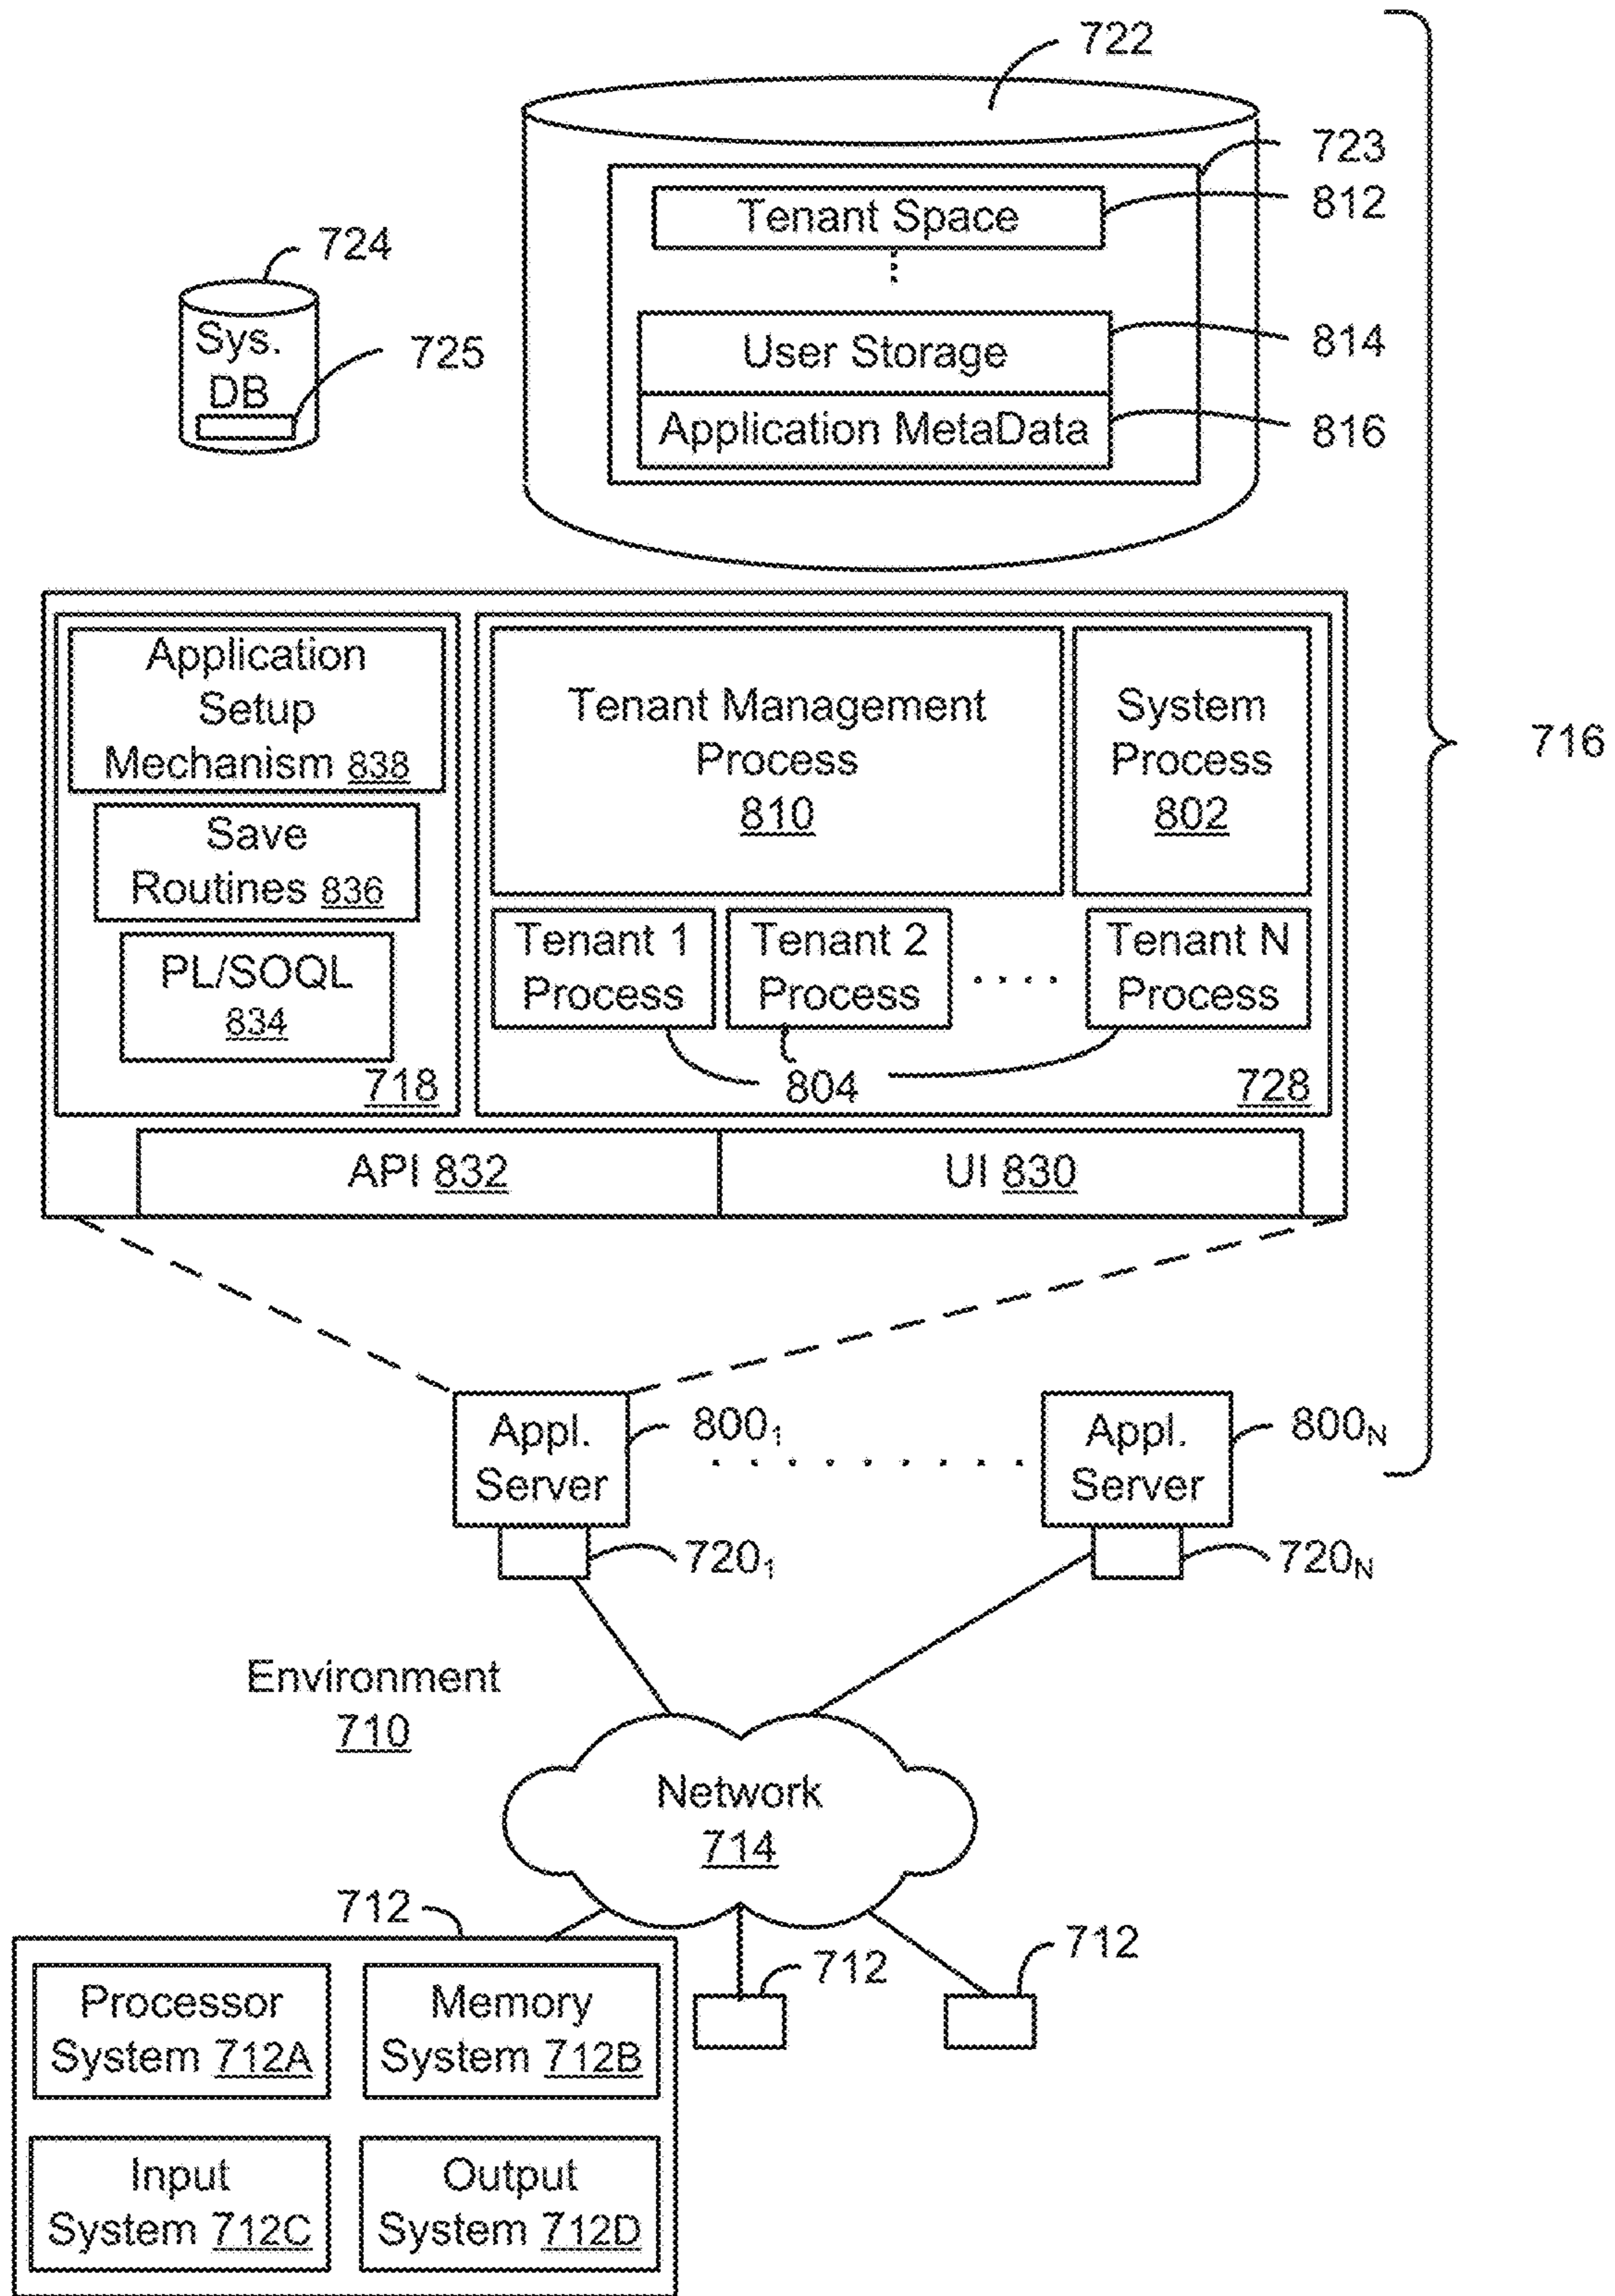 722
723
Tenant Space
812
724
Sys.
DB
725
User Storage
814
Application MetaData
816
Application
Setup
Mechanism 838
Tenant Management
Process
810
System
Process
802
716
Save
Routines 836
PL/SOQL
834
718
Tenant 1
Process
Tenant 2
Process
Tenant N
Process
804
728
API 832
UI 830
Appl.
Server
800₁
Appl.
Server
800N
720₁
720N
Environment
710
Network
714
712
712
712
Processor
System 712A
Memory
System 712B
Input
System 712C
Output
System 712D